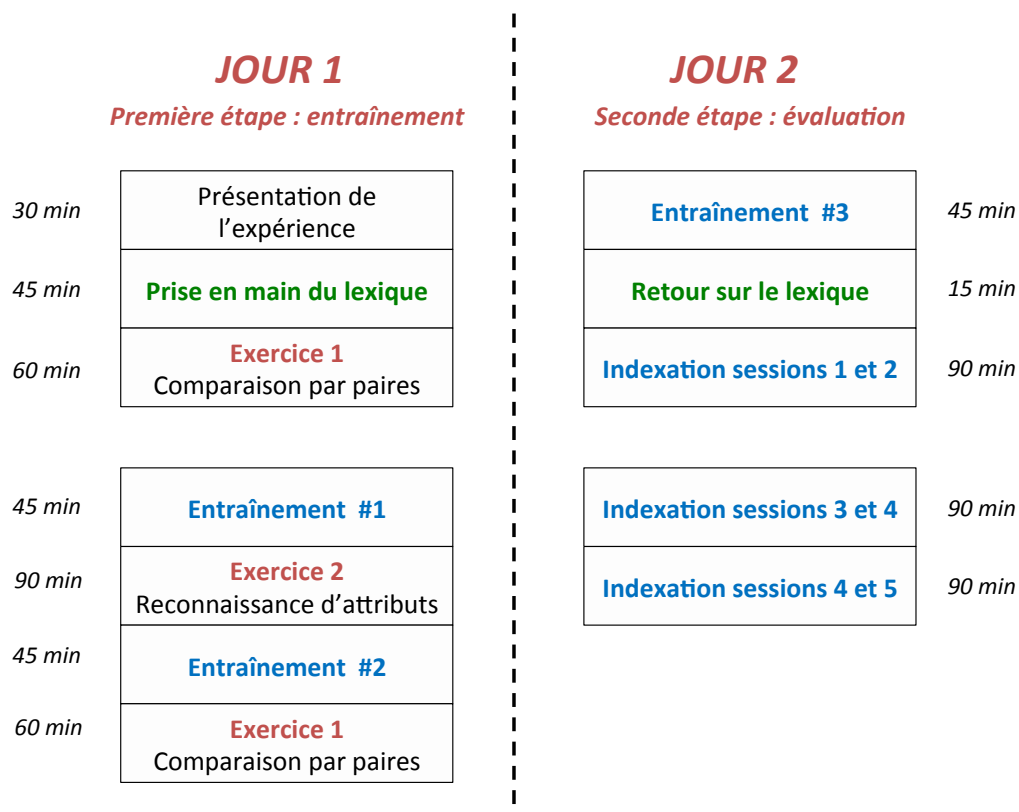 JOUR 1
Première étape : entraînement
30 min
Présentation de
l’expérience
45 min
Prise en main du lexique
60 min
Exercice 1
Comparaison par paires
45 min
Entraînement #1
90 min
Exercice 2
Reconnaissance d’attributs
45 min
Entraînement #2
60 min
Exercice 1
Comparaison par paires
JOUR 2
Seconde étape : évaluation
Entraînement #3
45 min
Retour sur le lexique
15 min
Indexation sessions 1 et 2
90 min
Indexation sessions 3 et 4
90 min
Indexation sessions 4 et 5
90 min